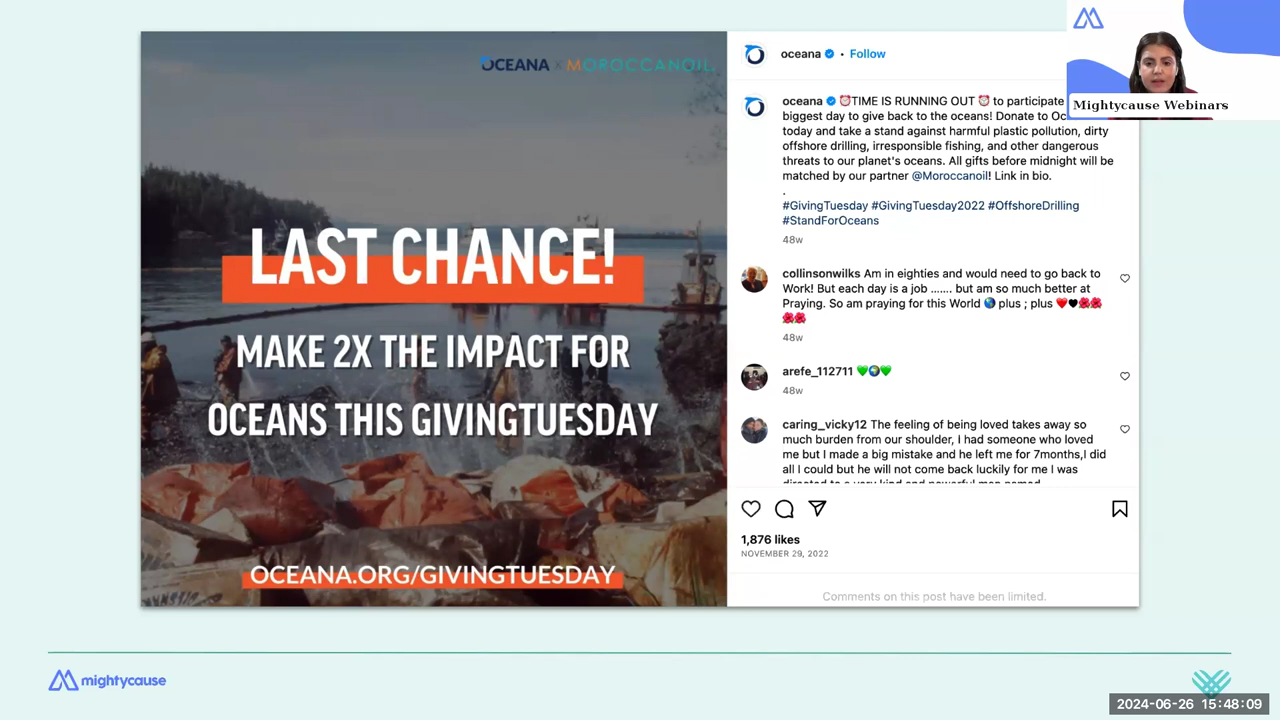 OCEANA × MOROCCANOIL
LAST CHANCE!
MAKE 2X THE IMPACT FOR
OCEANS THIS GIVINGTUESDAY
OCEANA.ORG/GIVINGTUESDAY
oceana • Follow
oceana ⏰TIME IS RUNNING OUT ⏰ to participate
biggest day to give back to the oceans! Donate to
today and take a stand against harmful plastic pollution, dirty
offshore drilling, irresponsible fishing, and other dangerous
threats to our planet's oceans. All gifts before midnight will be
matched by our partner @Moroccanoil! Link in bio.
.
#GivingTuesday #GivingTuesday2022 #OffshoreDrilling
#StandForOceans
48w
collinsonwilks Am in eighties and would need to go back to
Work! But each day is a job ....... but am so much better at
Praying. So am praying for this World 🌎 plus ; plus ❤️🖤🌺🌺
🌺🌺
48w
arefe_112711 💚🌍💚
48w
caring_vicky12 The feeling of being loved takes away so
much burden from our shoulder, I had someone who loved
me but I made a big mistake and he left me for 7months,I did
all I could but he will not come back luckily for me I was
directed to a very kind and powerful man named
1,876 likes
NOVEMBER 29, 2022
Comments on this post have been limited.
Mightycause Webinars
mightycause
2024-06-26 15:48:09